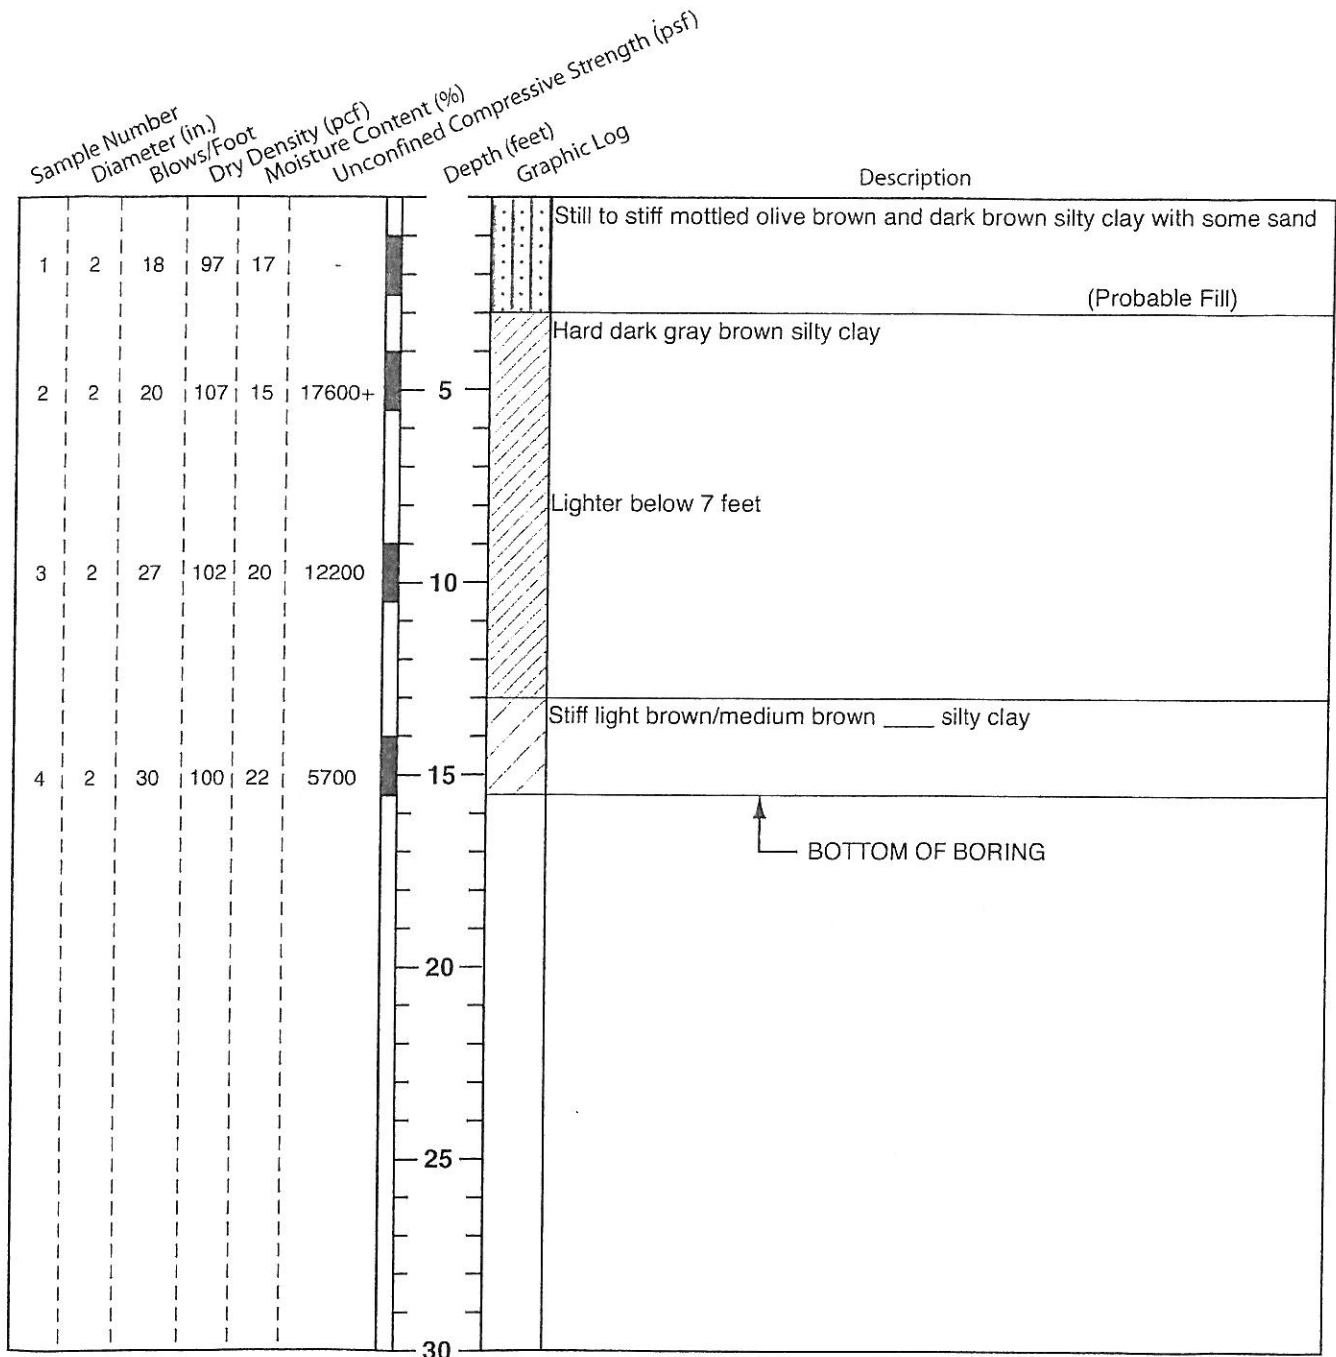 Sample Number
Diameter (in.)
Blows/Foot
Dry Density (pcf)
Moisture Content (%)
Unconfined Compressive Strength (psf)
Depth (feet)
Graphic Log
Description
Still to stiff mottled olive brown and dark brown silty clay with some sand
1 2 18 97 17 -
(Probable Fill)
Hard dark gray brown silty clay
2 2 20 107 15 17600+ 5
Lighter below 7 feet
3 2 27 102 20 12200 10
Stiff light brown/medium brown ____ silty clay
4 2 30 100 22 5700 15
BOTTOM OF BORING
20
25
30